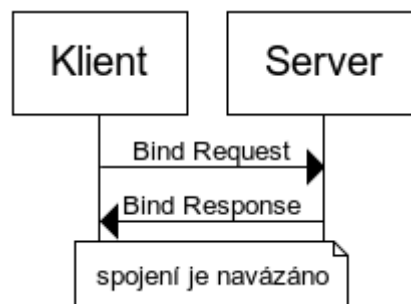 Klient
Server
Bind Request
Bind Response
spojení je navázáno